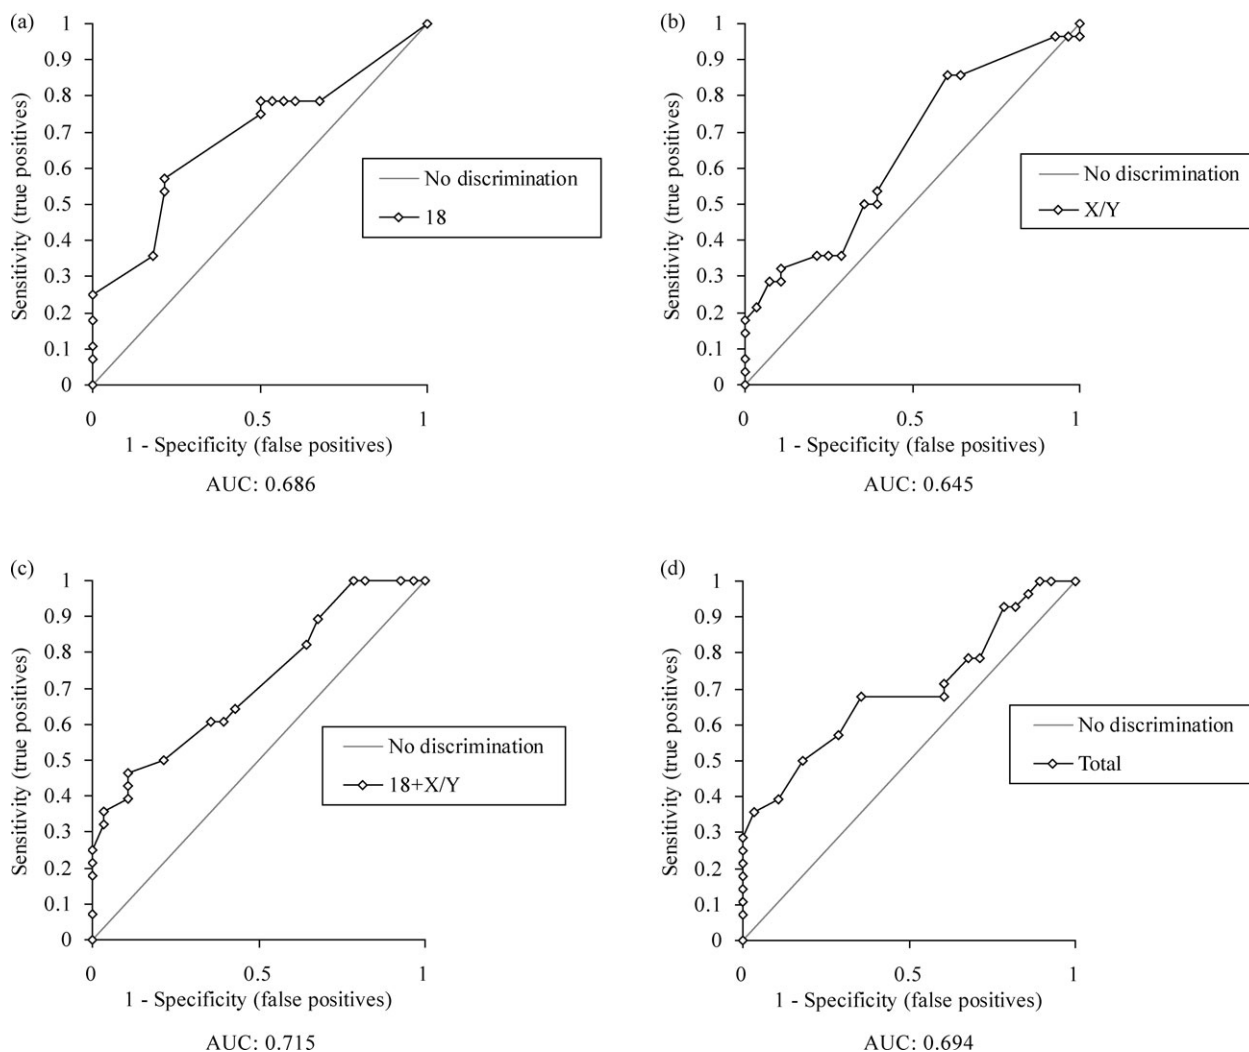 (a)
Sensitivity (true positives)
1
0.9
0.8
0.7
0.6
0.5
0.4
0.3
0.2
0.1
0
0 0.5 1
1 - Specificity (false positives)
No discrimination
18
AUC: 0.686
(b)
Sensitivity (true positives)
1
0.9
0.8
0.7
0.6
0.5
0.4
0.3
0.2
0.1
0
0 0.5 1
1 - Specificity (false positives)
No discrimination
X/Y
AUC: 0.645
(c)
Sensitivity (true positives)
1
0.9
0.8
0.7
0.6
0.5
0.4
0.3
0.2
0.1
0
0 0.5 1
1 - Specificity (false positives)
No discrimination
18+X/Y
AUC: 0.715
(d)
Sensitivity (true positives)
1
0.9
0.8
0.7
0.6
0.5
0.4
0.3
0.2
0.1
0
0 0.5 1
1 - Specificity (false positives)
No discrimination
Total
AUC: 0.694